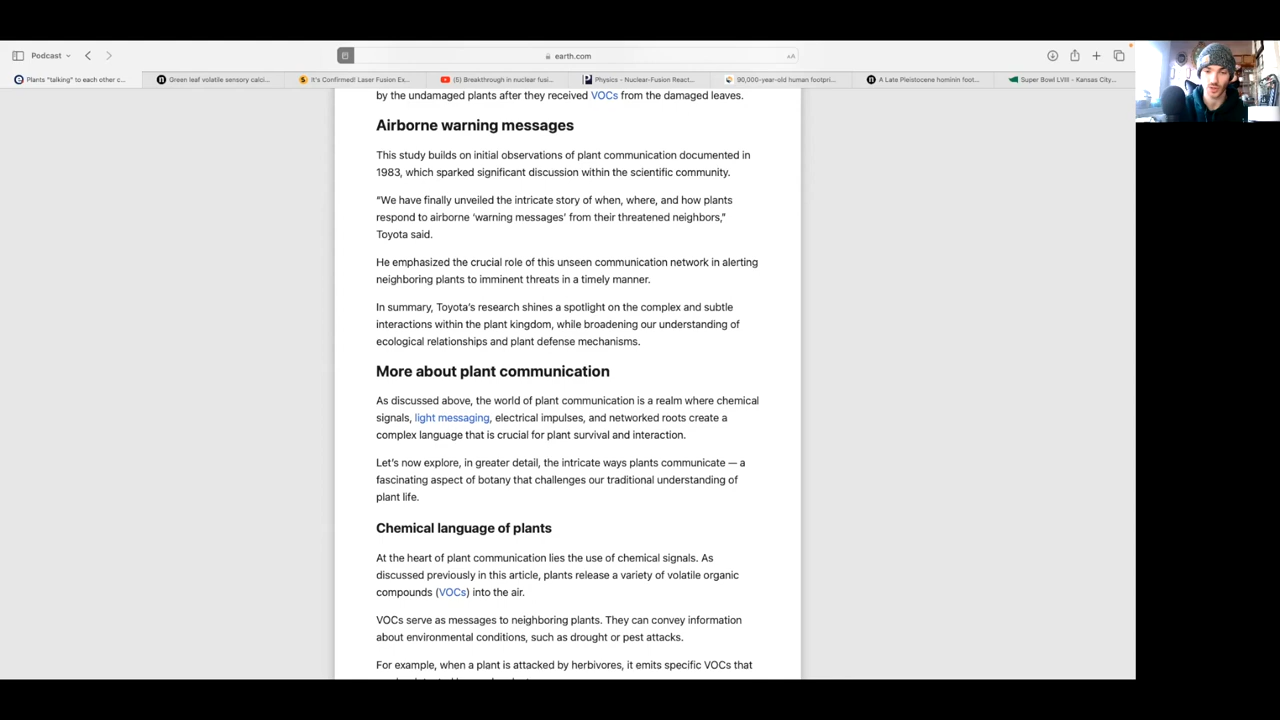 Podcast
earth.com
Plants "talking" to each other c...
Green leaf volatile sensory calci...
It's Confirmed! Laser Fusion Ex...
(5) Breakthrough in nuclear fusi...
Physics - Nuclear-Fusion React...
90,000-year-old human footpri...
A Late Pleistocene hominin foot...
Super Bowl LVIII - Kansas City...
by the undamaged plants after they received VOCs from the damaged leaves.
Airborne warning messages
This study builds on initial observations of plant communication documented in
1983, which sparked significant discussion within the scientific community.
“We have finally unveiled the intricate story of when, where, and how plants
respond to airborne ‘warning messages’ from their threatened neighbors,”
Toyota said.
He emphasized the crucial role of this unseen communication network in alerting
neighboring plants to imminent threats in a timely manner.
In summary, Toyota’s research shines a spotlight on the complex and subtle
interactions within the plant kingdom, while broadening our understanding of
ecological relationships and plant defense mechanisms.
More about plant communication
As discussed above, the world of plant communication is a realm where chemical
signals, light messaging, electrical impulses, and networked roots create a
complex language that is crucial for plant survival and interaction.
Let’s now explore, in greater detail, the intricate ways plants communicate — a
fascinating aspect of botany that challenges our traditional understanding of
plant life.
Chemical language of plants
At the heart of plant communication lies the use of chemical signals. As
discussed previously in this article, plants release a variety of volatile organic
compounds (VOCs) into the air.
VOCs serve as messages to neighboring plants. They can convey information
about environmental conditions, such as drought or pest attacks.
For example, when a plant is attacked by herbivores, it emits specific VOCs that